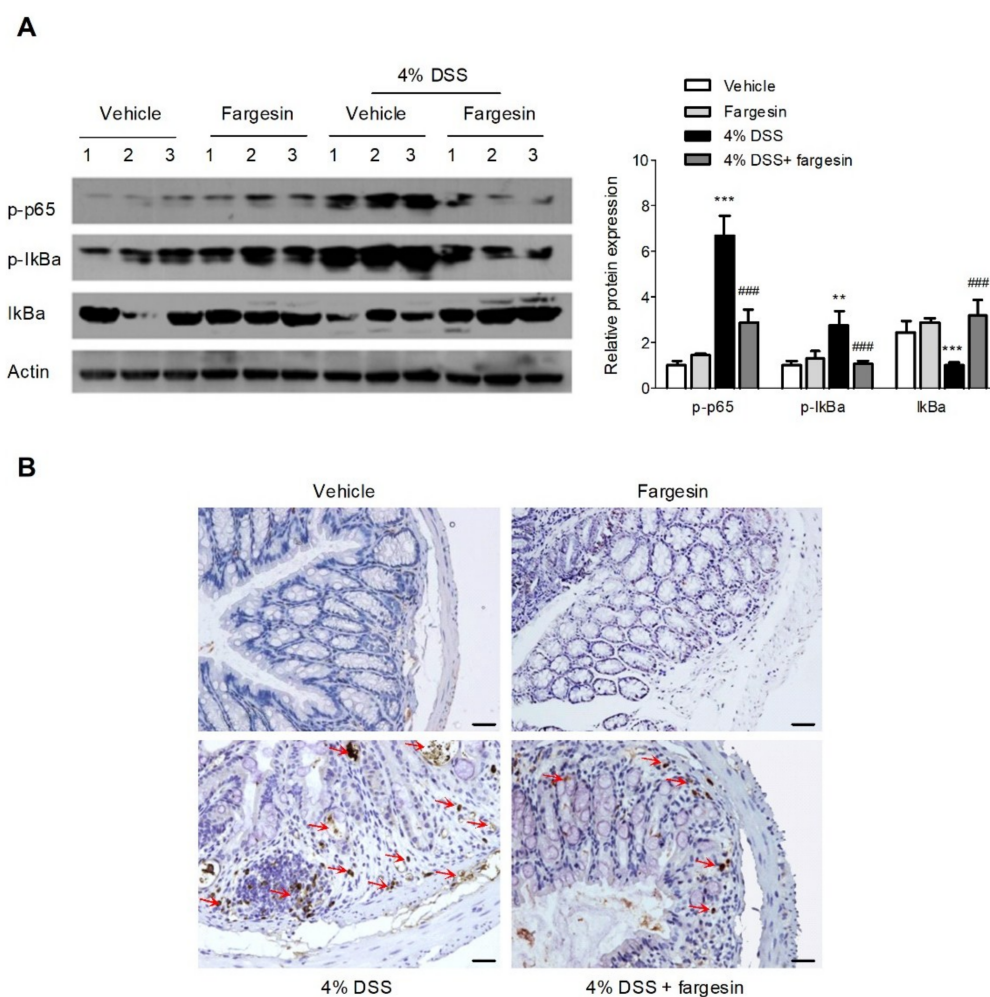 A
4% DSS
Vehicle Fargesin Vehicle Fargesin
1 2 3 1 2 3 1 2 3 1 2 3
p-p65
p-IkBa
IkBa
Actin
Vehicle
Fargesin
4% DSS
4% DSS+ fargesin
Relative protein expression
10
8
6
4
2
0
***
###
**
###
***
###
p-p65 p-IkBa IkBa
B
Vehicle Fargesin
4% DSS 4% DSS + fargesin